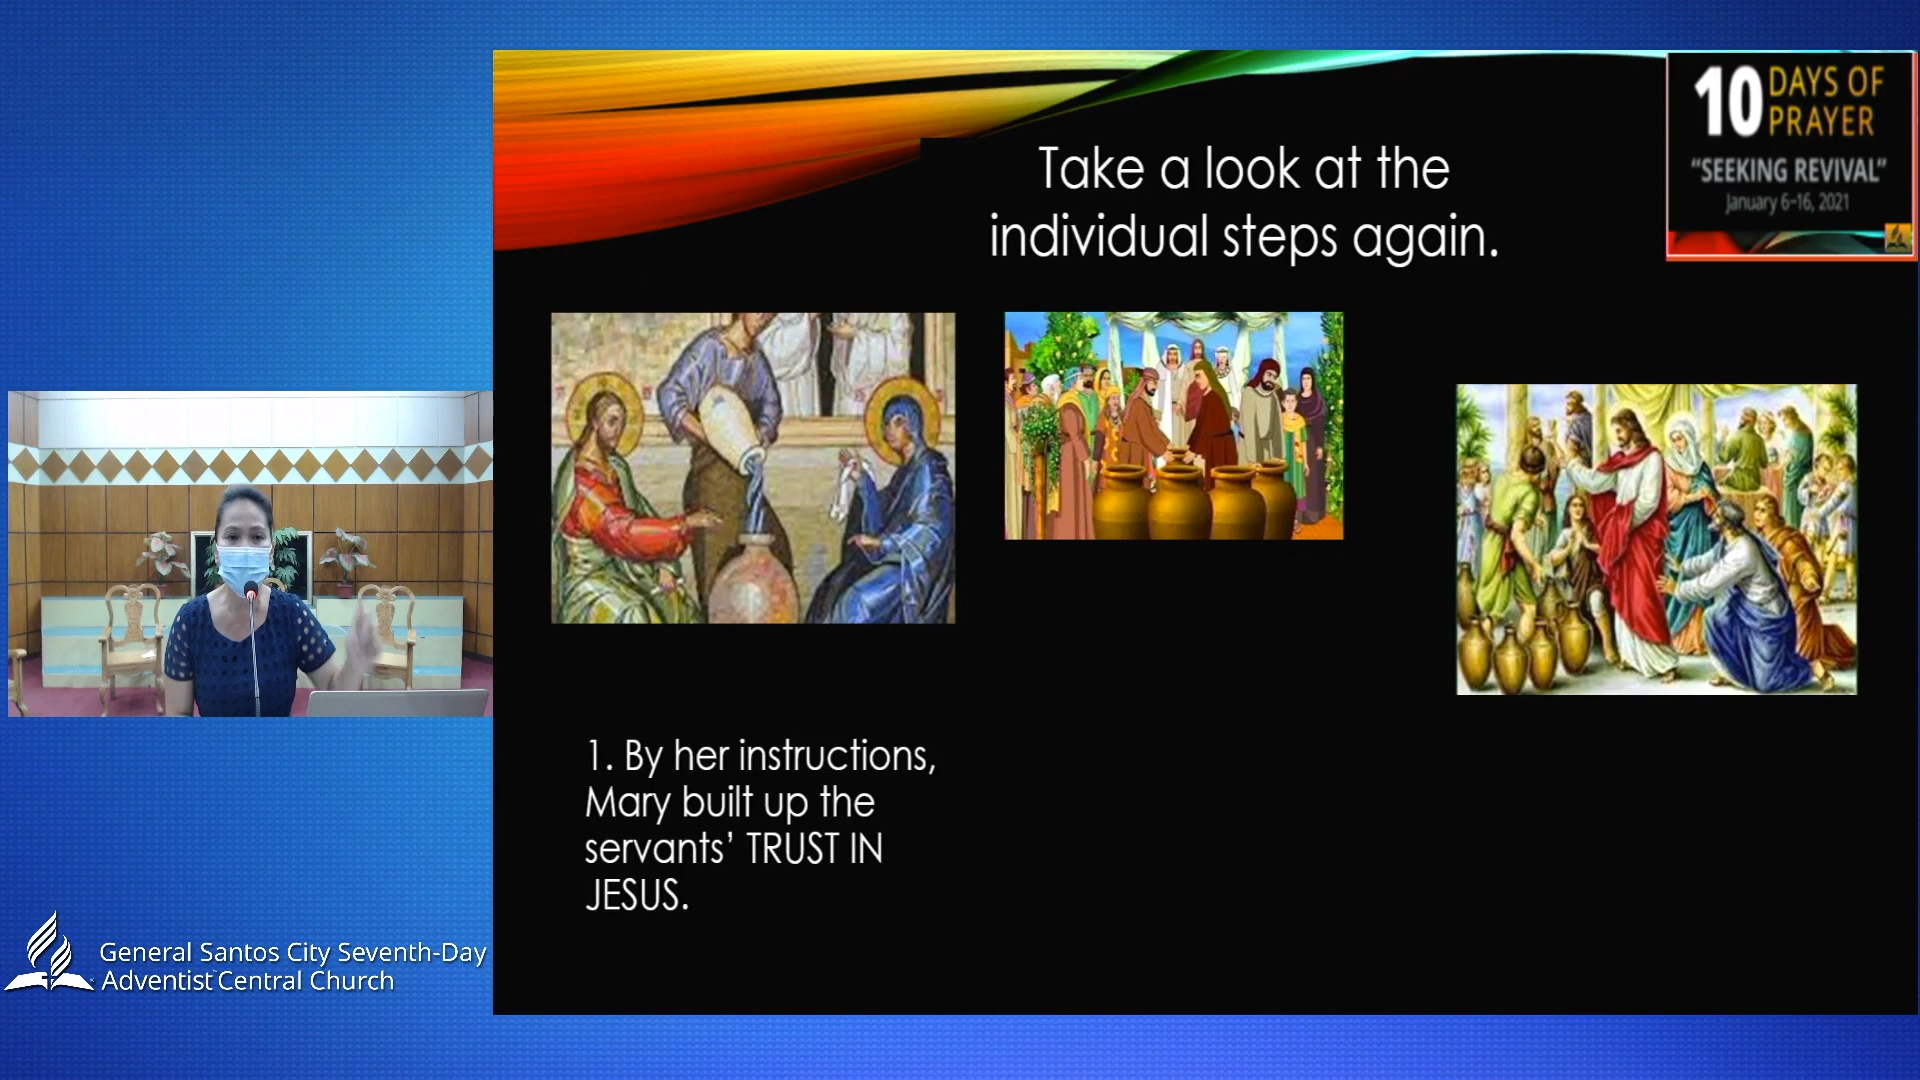 10 DAYS OF
PRAYER
“SEEKING REVIVAL”
January 6-16, 2021
Take a look at the
individual steps again.
1. By her instructions,
Mary built up the
servants’ TRUST IN
JESUS.
General Santos City Seventh-Day
Adventist Central Church